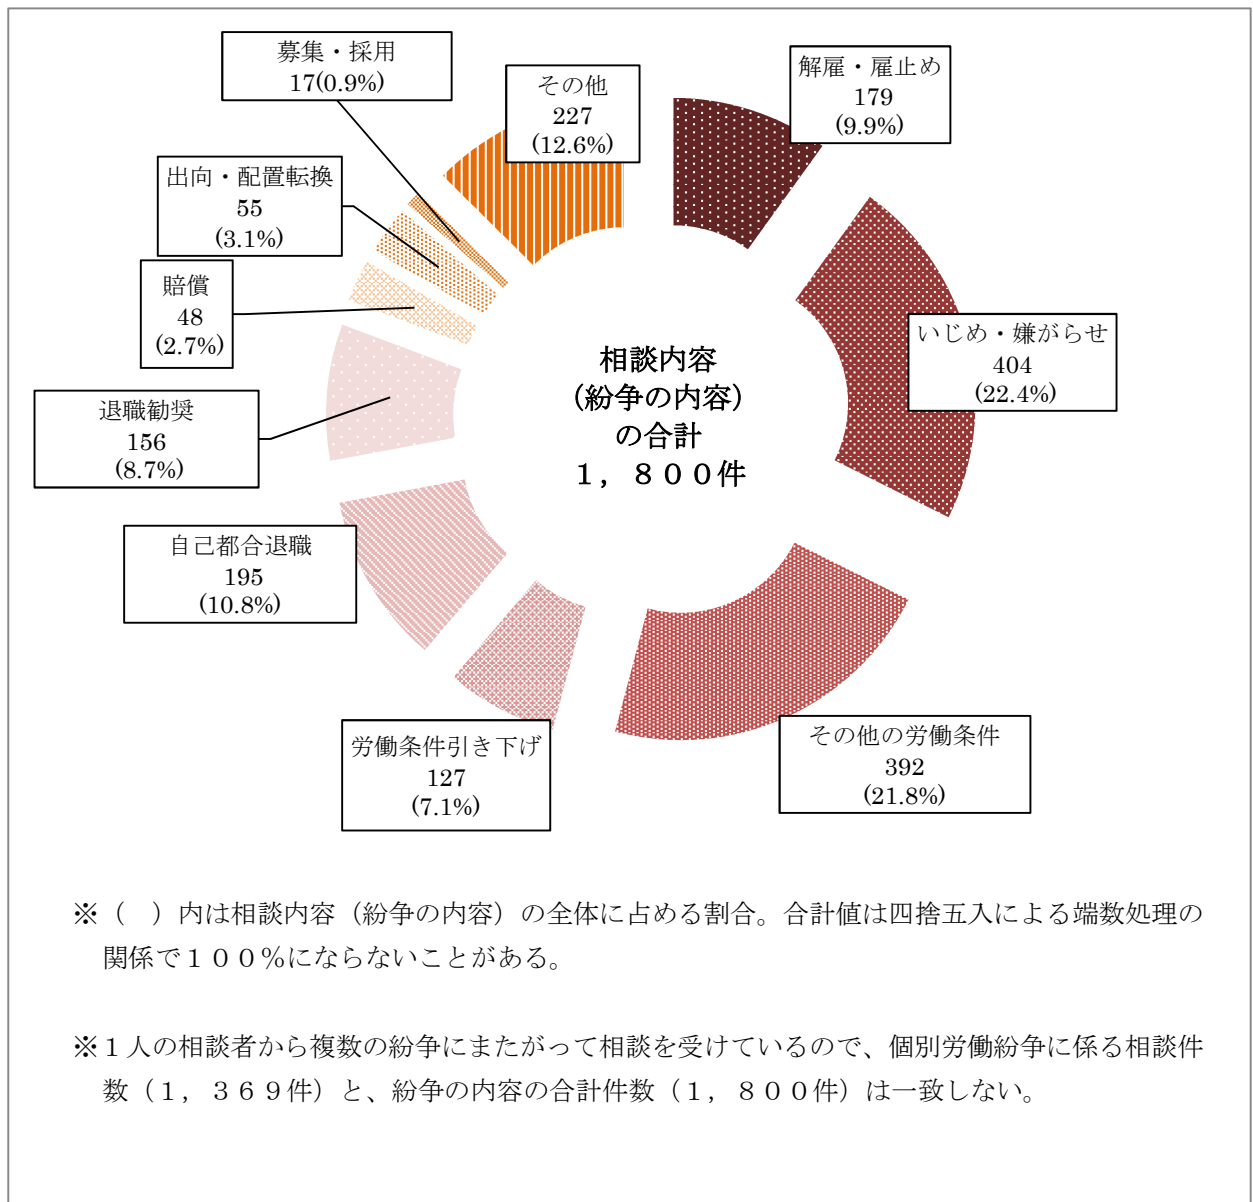 募集・採用
17(0.9%)
その他
227
(12.6%)
解雇・雇止め
179
(9.9%)
出向・配置転換
55
(3.1%)
賠償
48
(2.7%)
いじめ・嫌がらせ
404
(22.4%)
相談内容
(紛争の内容)
の合計
１，８００件
退職勧奨
156
(8.7%)
自己都合退職
195
(10.8%)
労働条件引き下げ
127
(7.1%)
その他の労働条件
392
(21.8%)
※（　）内は相談内容（紛争の内容）の全体に占める割合。合計値は四捨五入による端数処理の
関係で１００％にならないことがある。
※１人の相談者から複数の紛争にまたがって相談を受けているので、個別労働紛争に係る相談件
数（１，３６９件）と、紛争の内容の合計件数（１，８００件）は一致しない。